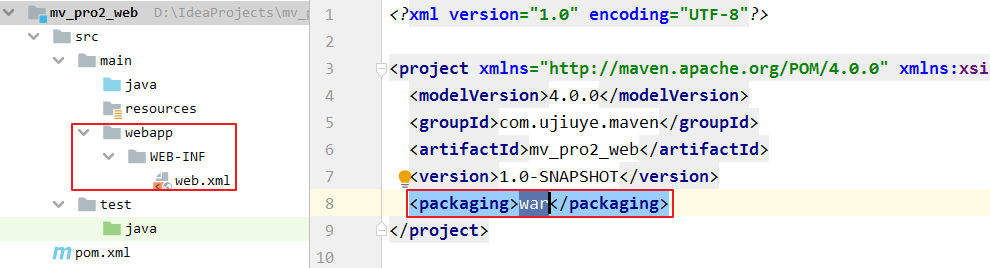 mv_pro2_web D:\IdeaProjects\mv_p
src
main
java
resources
webapp
WEB-INF
web.xml
test
java
pom.xml
1 <?xml version="1.0" encoding="UTF-8"?>
2
3 <project xmlns="http://maven.apache.org/POM/4.0.0" xmlns:xsi
4 <modelVersion>4.0.0</modelVersion>
5 <groupId>com.ujiuye.maven</groupId>
6 <artifactId>mv_pro2_web</artifactId>
7 <version>1.0-SNAPSHOT</version>
8 <packaging>war</packaging>
9 </project>
10